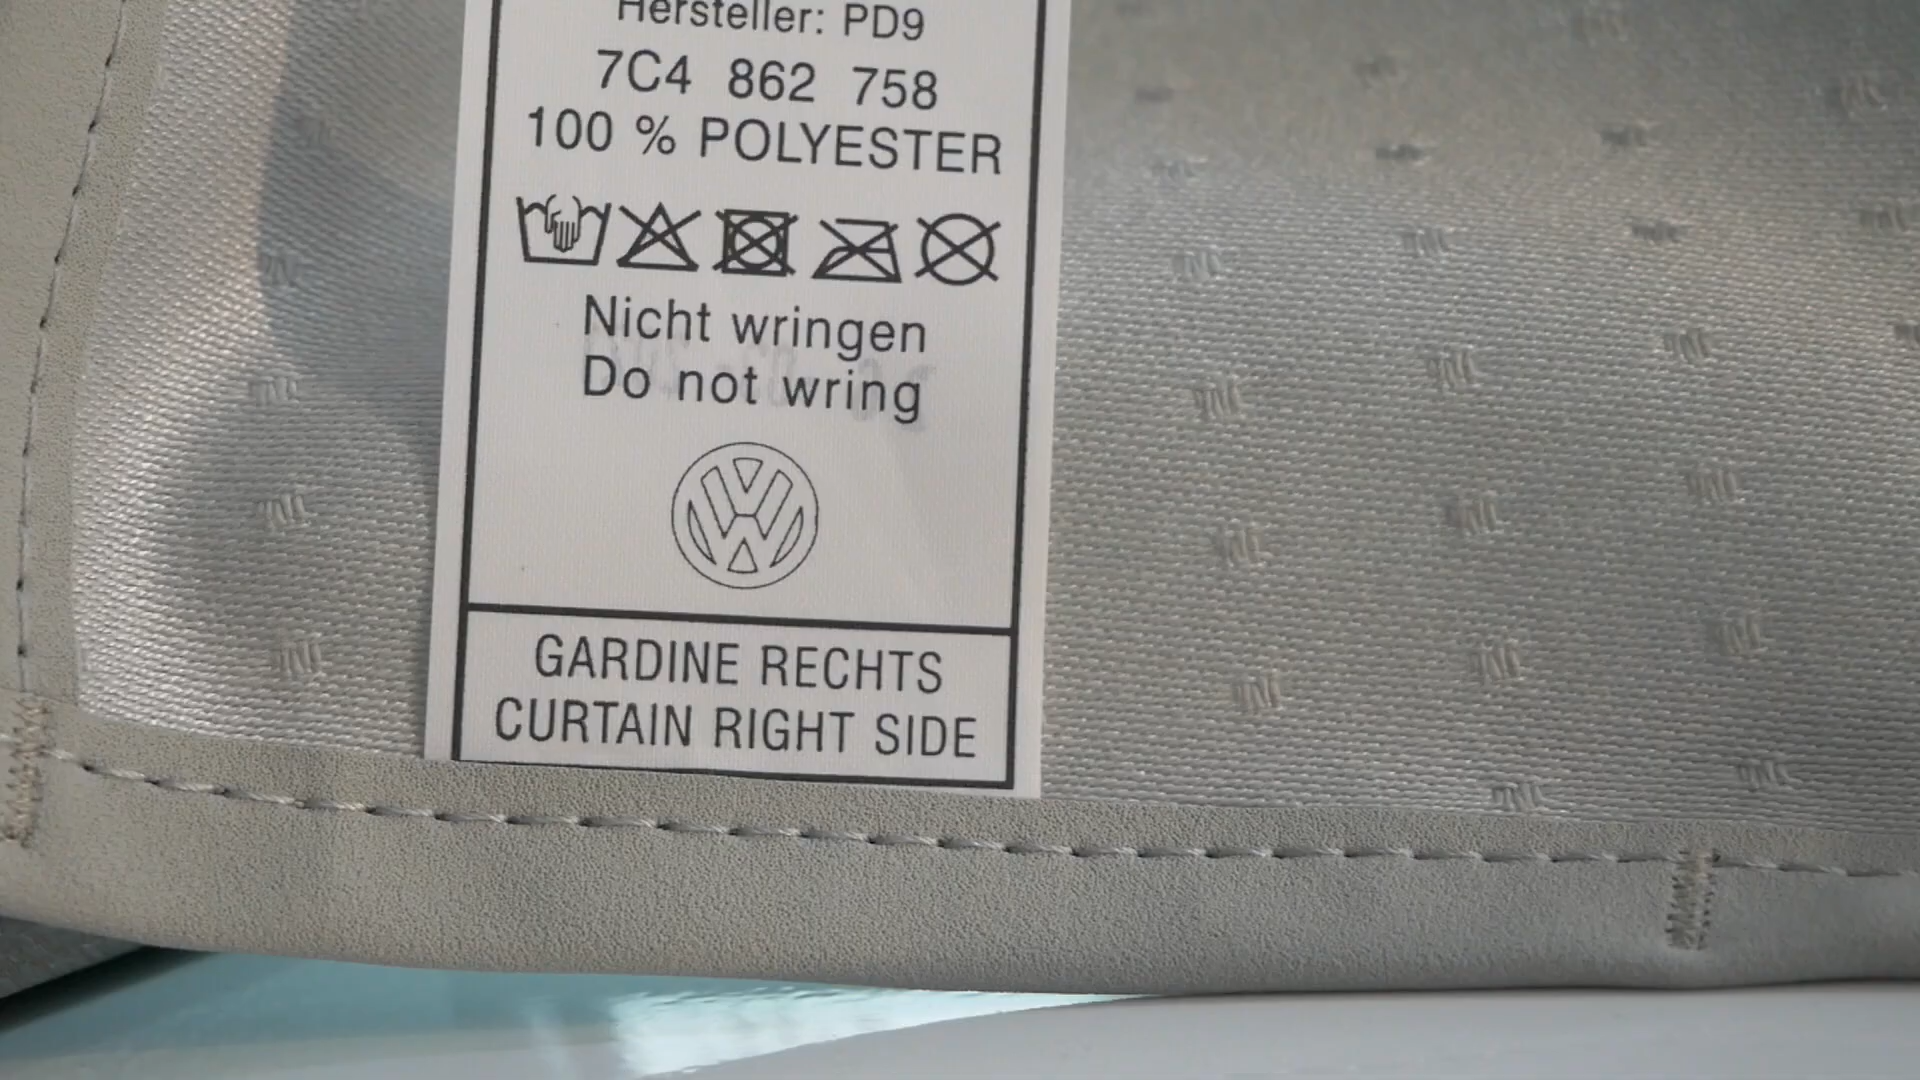 Hersteller: PD9
7C4 862 758
100 % POLYESTER
Nicht wringen
Do not wring
GARDINE RECHTS
CURTAIN RIGHT SIDE